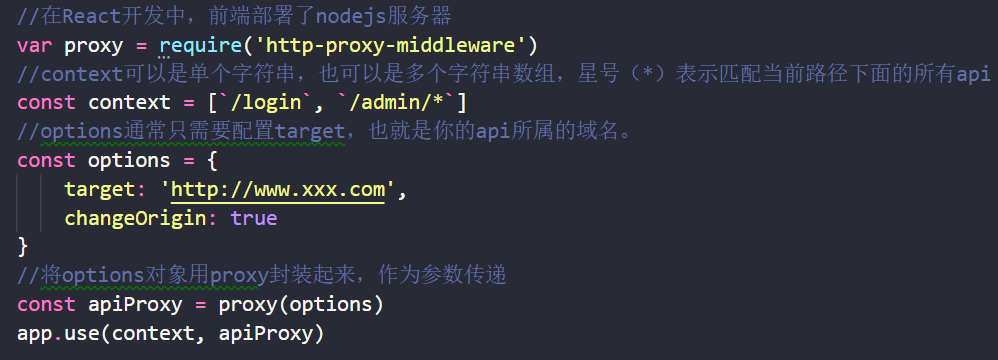 //在React开发中，前端部署了nodejs服务器
var proxy = require('http-proxy-middleware')
//context可以是单个字符串，也可以是多个字符串数组，星号（*）表示匹配当前路径下面的所有api
const context = [`/login`, `/admin/*`]
//options通常只需要配置target，也就是你的api所属的域名。
const options = {
    target: 'http://www.xxx.com',
    changeOrigin: true
}
//将options对象用proxy封装起来，作为参数传递
const apiProxy = proxy(options)
app.use(context, apiProxy)